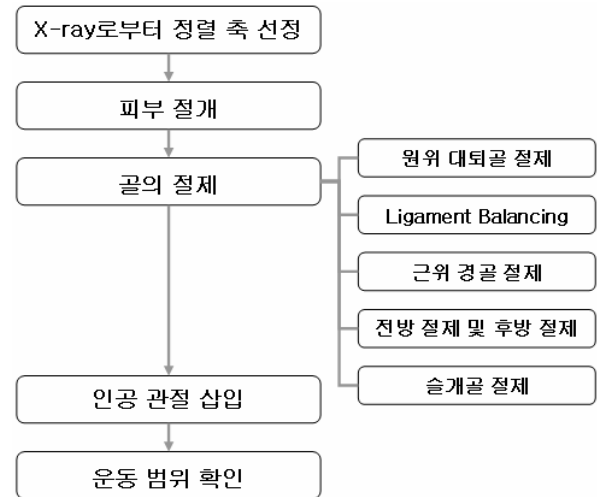 X-ray로부터 정렬 축 선정
피부 절개
골의 절제
원위 대퇴골 절제
Ligament Balancing
근위 경골 절제
전방 절제 및 후방 절제
슬개골 절제
인공 관절 삽입
운동 범위 확인